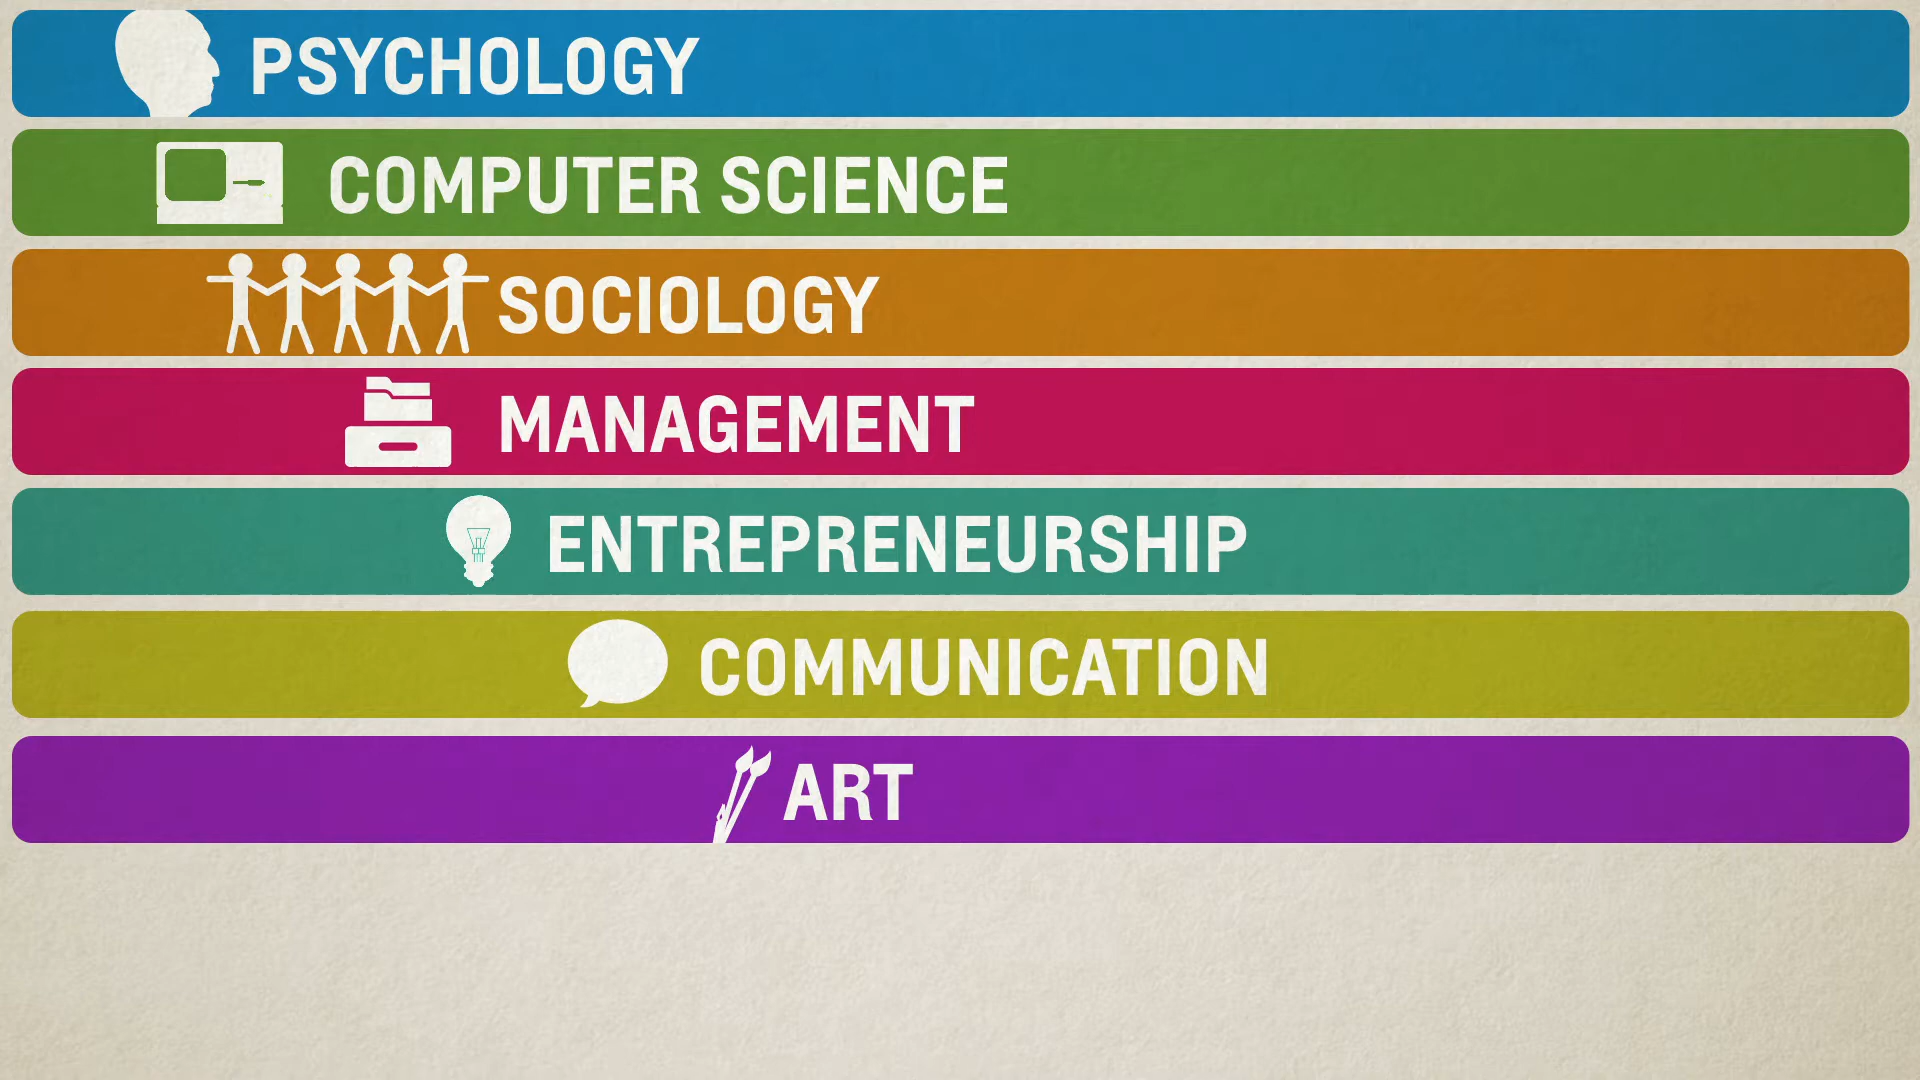 PSYCHOLOGY
COMPUTER SCIENCE
SOCIOLOGY
MANAGEMENT
ENTREPRENEURSHIP
COMMUNICATION
ART